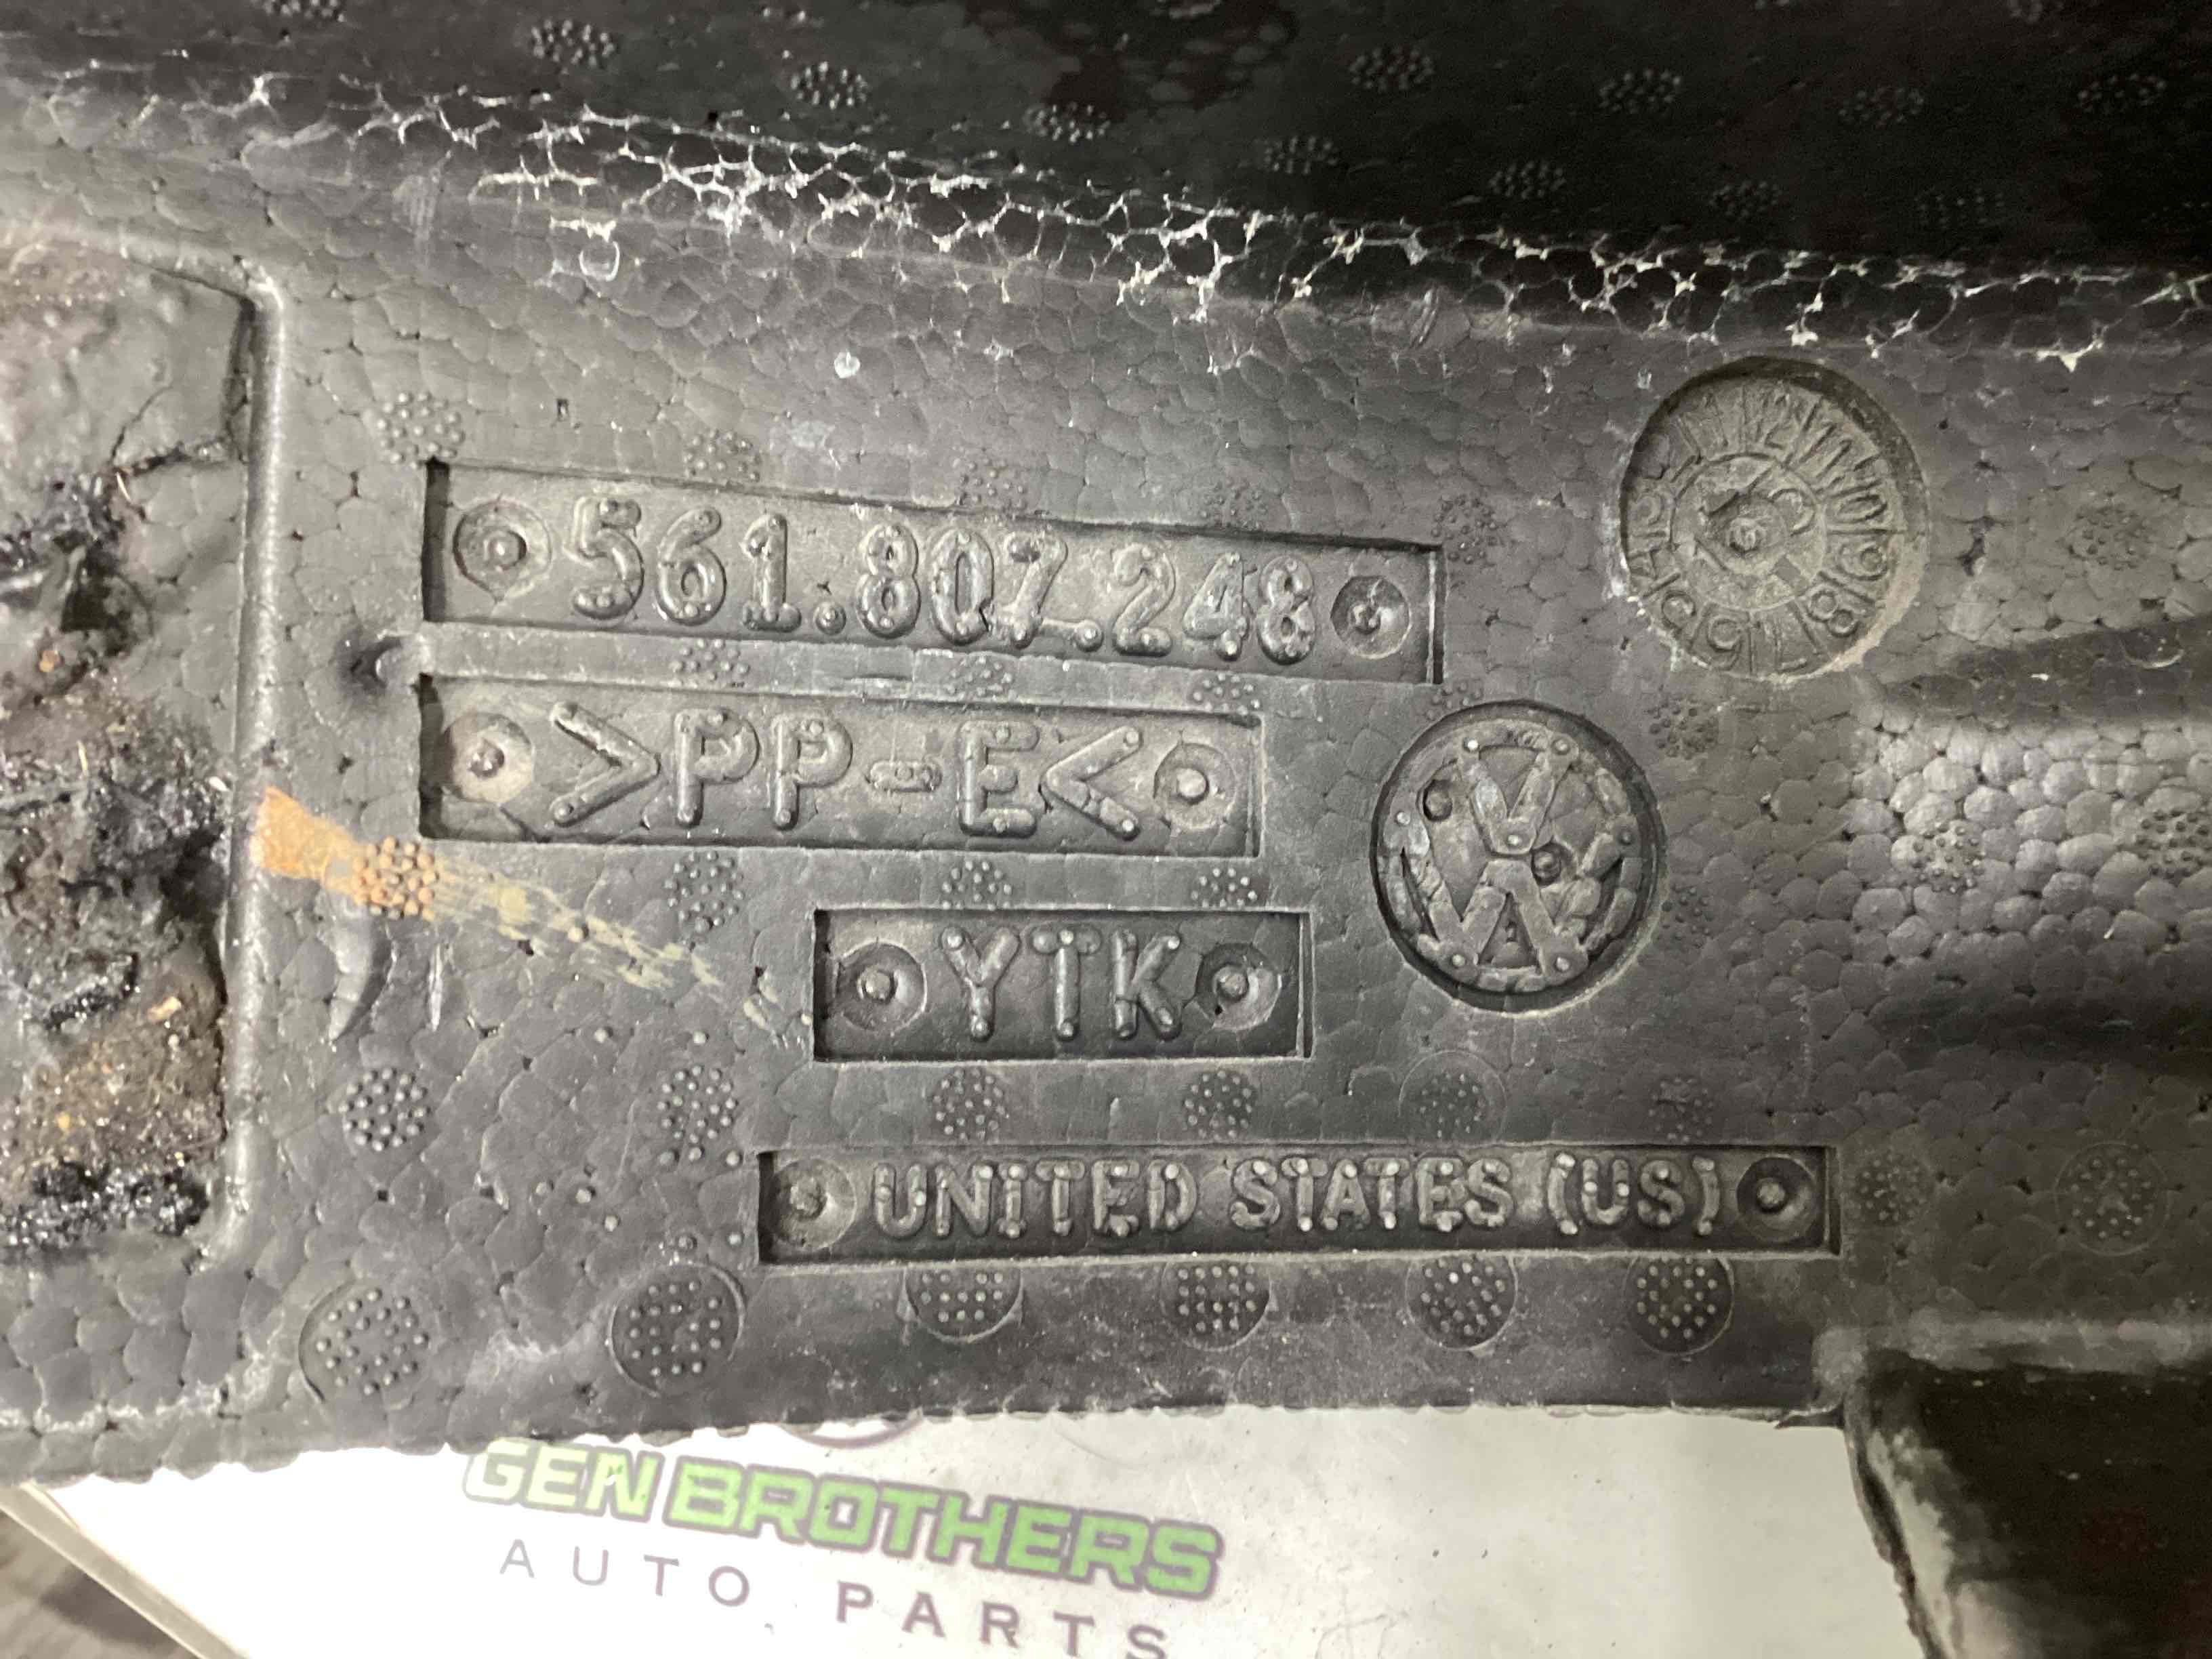 561.807.248
>PP-E<
YTK
UNITED STATES (US)
GEN BROTHERS
AUTO PARTS